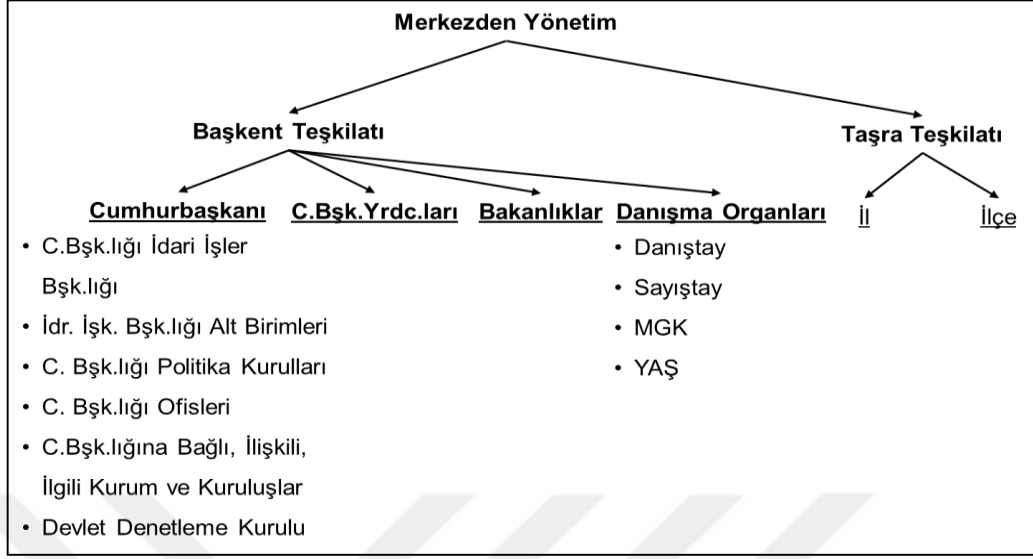 Merkezden Yönetim
Başkent Teşkilatı
Taşra Teşkilatı
Cumhurbaşkanı C.Bşk.Yrdc.ları Bakanlıklar Danışma Organları İl İlçe
• C.Bşk.lığı İdari İşler
Bşk.lığı
• İdr. İşk. Bşk.lığı Alt Birimleri
• C. Bşk.lığı Politika Kurulları
• C. Bşk.lığı Ofisleri
• C.Bşk.lığına Bağlı, İlişkili,
İlgili Kurum ve Kuruluşlar
• Devlet Denetleme Kurulu
• Danıştay
• Sayıştay
• MGK
• YAŞ